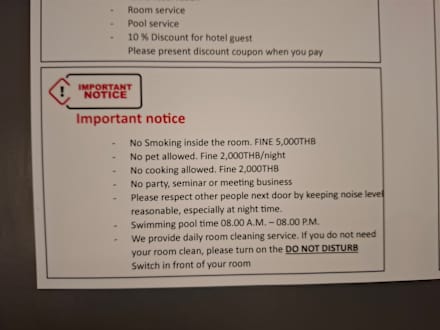 - Room service
- Pool service
- 10 % Discount for hotel guest
Please present discount coupon when you pay
! IMPORTANT
NOTICE
Important notice
- No Smoking inside the room. FINE 5,000THB
- No pet allowed. Fine 2,000THB/night
- No cooking allowed. Fine 2,000THB
- No party, seminar or meeting business
- Please respect other people next door by keeping noise level
reasonable, especially at night time.
- Swimming pool time 08.00 A.M. – 08.00 P.M.
- We provide daily room cleaning service. If you do not need
your room clean, please turn on the DO NOT DISTURB
Switch in front of your room